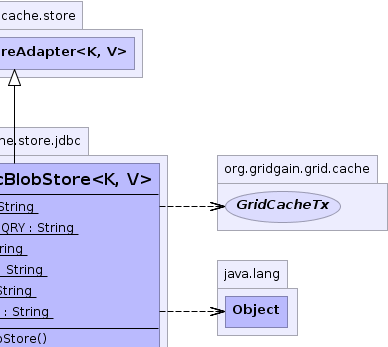 cache.store
reAdapter<K, V>
he.store.jdbc
cBlobStore<K, V>
String
QRY : String
ring
: String
String
: String
bStore()
org.gridgain.grid.cache
GridCacheTx
java.lang
Object